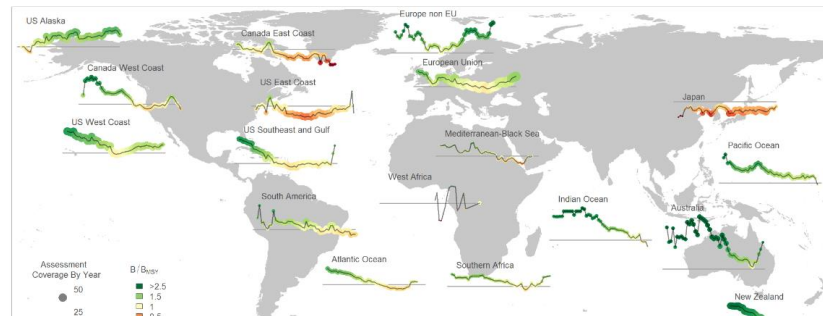 US Alaska
Canada East Coast
Europe non EU
Canada West Coast
European Union
US East Coast
Japan
US West Coast
US Southeast and Gulf
Mediterranean-Black Sea
Pacific Ocean
West Africa
South America
Indian Ocean
Australia
Atlantic Ocean
Southern Africa
New Zealand
Assessment
Coverage By Year
50
25
B/BMSY
>2.5
1.5
1